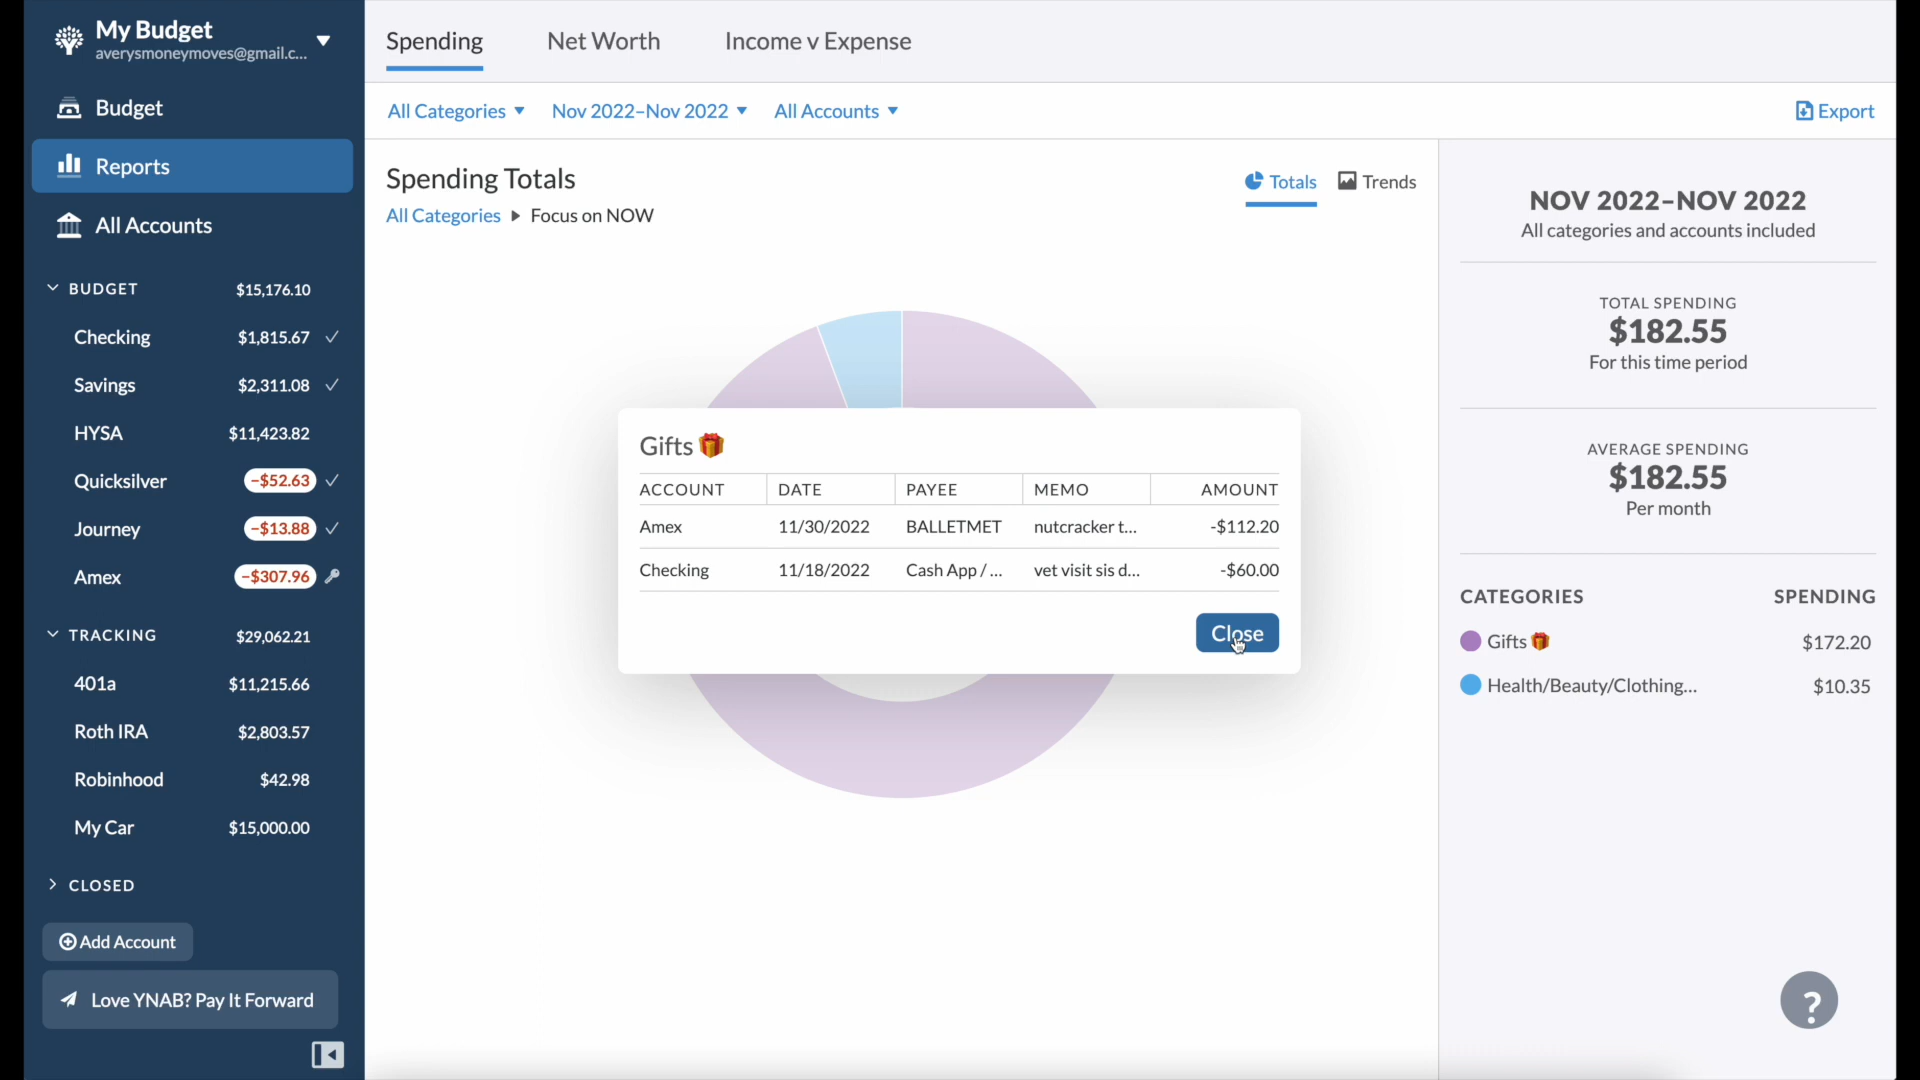 My Budget
averysmoneymoves@gmail.c...
Budget
Reports
All Accounts
BUDGET $15,176.10
Checking $1,815.67
Savings $2,311.08
HYSA $11,423.82
Quicksilver -$52.63
Journey -$13.88
Amex -$307.96
TRACKING $29,062.21
401a $11,215.66
Roth IRA $2,803.57
Robinhood $42.98
My Car $15,000.00
CLOSED
Add Account
Love YNAB? Pay It Forward
Spending Net Worth Income v Expense
All Categories Nov 2022–Nov 2022 All Accounts Export
Spending Totals
All Categories Focus on NOW
Totals Trends
Gifts
ACCOUNT DATE PAYEE MEMO AMOUNT
Amex 11/30/2022 BALLETMET nutcracker t... -$112.20
Checking 11/18/2022 Cash App / ... vet visit sis d... -$60.00
Close
NOV 2022–NOV 2022
All categories and accounts included
TOTAL SPENDING
$182.55
For this time period
AVERAGE SPENDING
$182.55
Per month
CATEGORIES SPENDING
Gifts $172.20
Health/Beauty/Clothing... $10.35
?